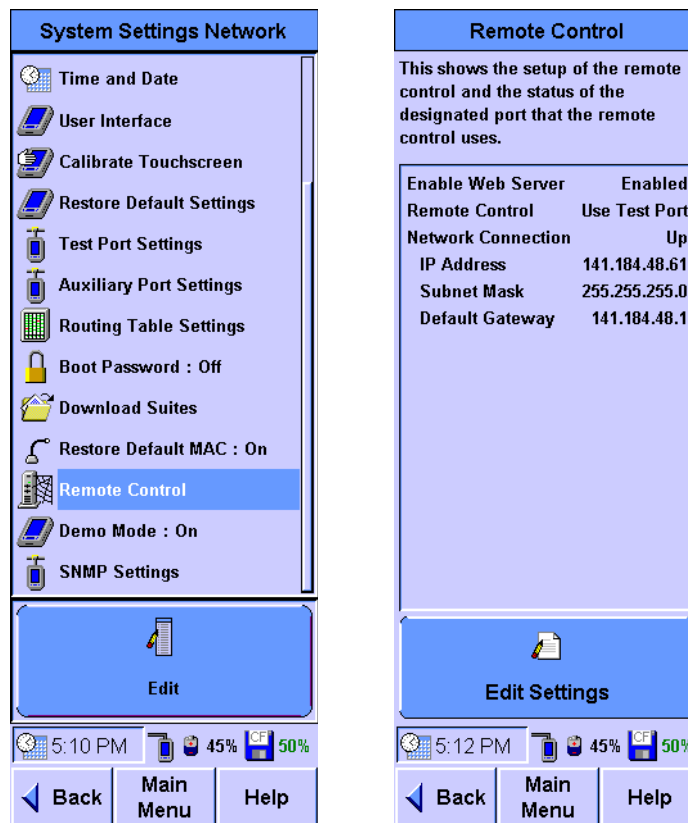 System Settings Network
Time and Date
User Interface
Calibrate Touchscreen
Restore Default Settings
Test Port Settings
Auxiliary Port Settings
Routing Table Settings
Boot Password : Off
Download Suites
Restore Default MAC : On
Remote Control
Demo Mode : On
SNMP Settings
Edit
5:10 PM 45% CF 50%
Back
Main
Menu
Help
Remote Control
This shows the setup of the remote
control and the status of the
designated port that the remote
control uses.
Enable Web Server Enabled
Remote Control Use Test Port
Network Connection Up
IP Address 141.184.48.61
Subnet Mask 255.255.255.0
Default Gateway 141.184.48.1
Edit Settings
5:12 PM 45% CF 50%
Back
Main
Menu
Help